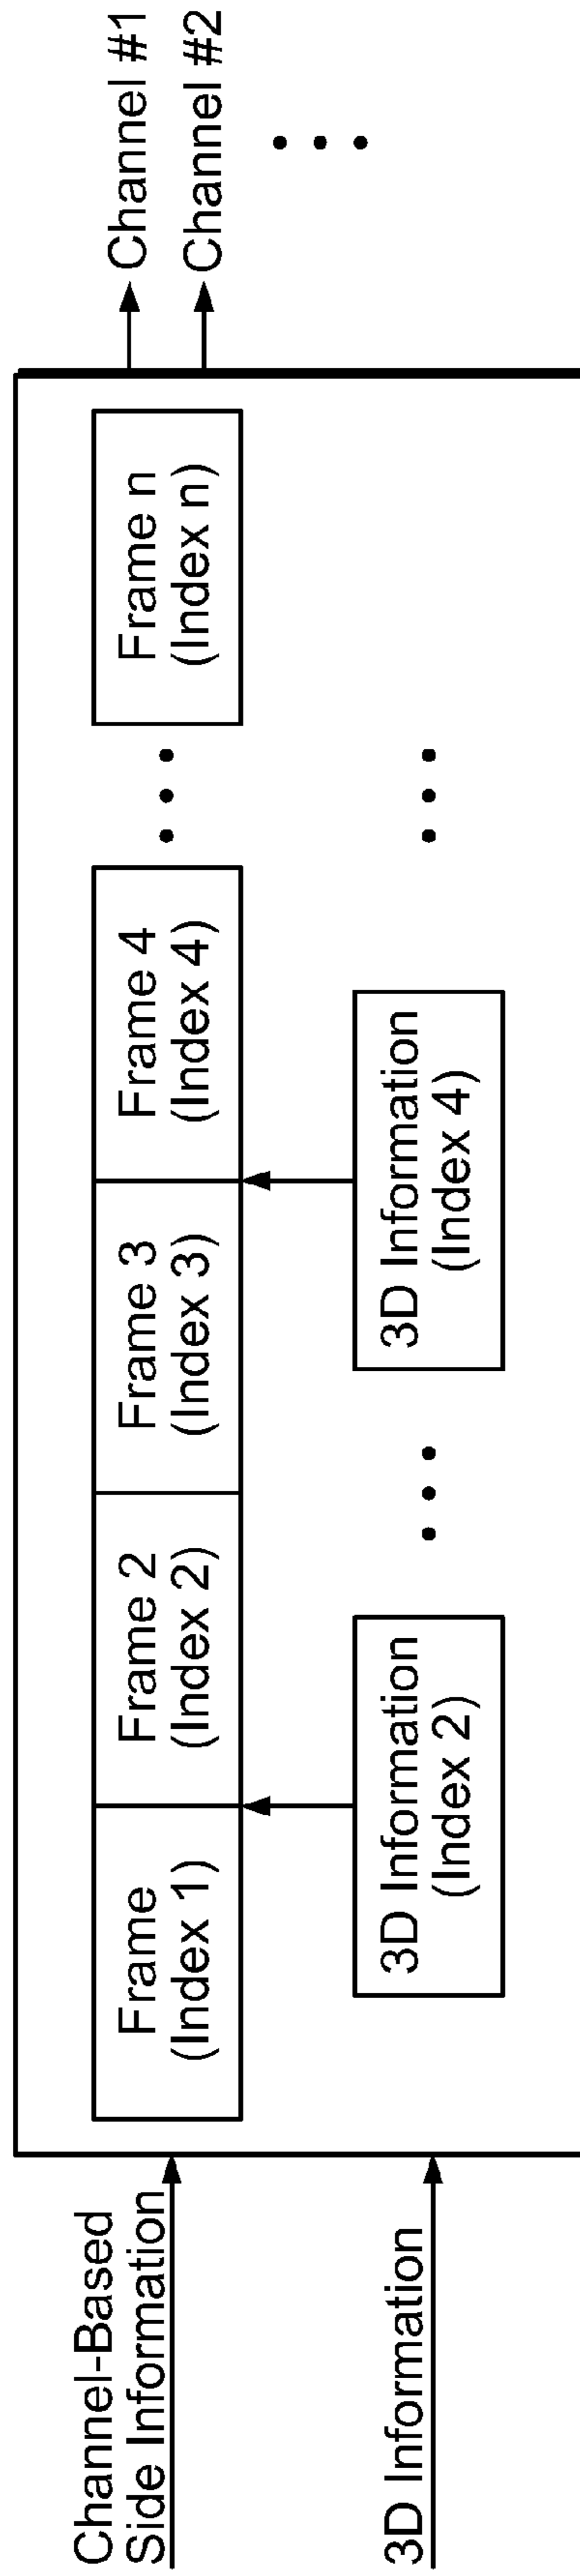 Channel-Based
Side Information
3D Information
Frame
(Index 1)
Frame 2
(Index 2)
Frame 3
(Index 3)
Frame 4
(Index 4)
Frame n
(Index n)
3D Information
(Index 2)
3D Information
(Index 4)
Channel #1
Channel #2